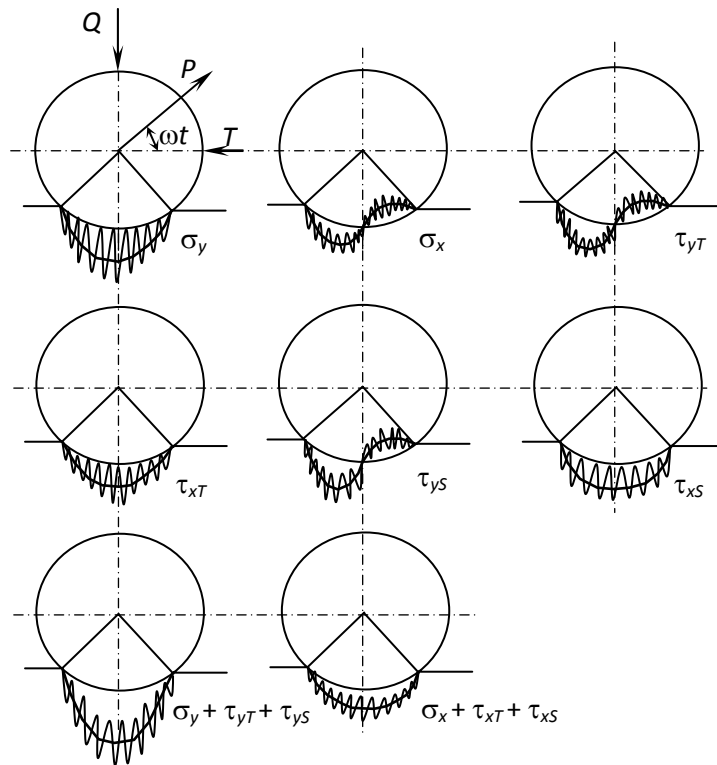 Q
P
ωt
T
σy
σx
τyT
τxT
τyS
τxS
σy + τyT + τyS
σx + τxT + τxS